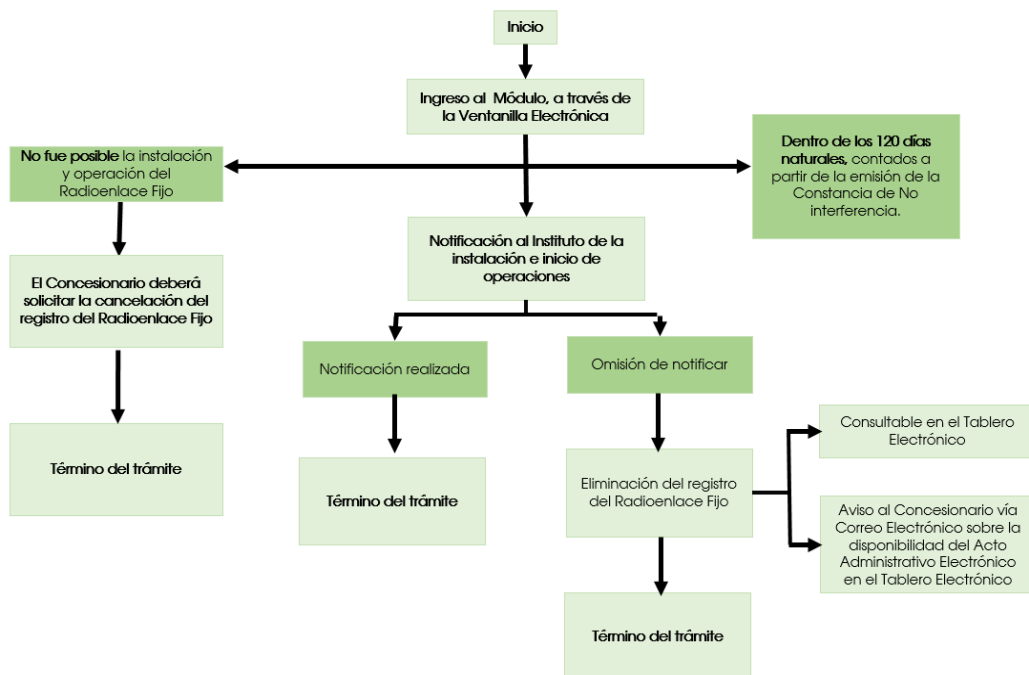 Inicio
Ingreso al Módulo, a través de
la Ventanilla Electrónica
No fue posible la instalación
y operación del
Radioenlace Fijo
Dentro de los 120 días
naturales, contados a
partir de la emisión de la
Constancia de No
interferencia.
Notificación al Instituto de la
instalación e inicio de
operaciones
El Concesionario deberá
solicitar la cancelación del
registro del Radioenlace Fijo
Notificación realizada
Omisión de notificar
Consultable en el Tablero
Electrónico
Término del trámite
Término del trámite
Eliminación del registro
del Radioenlace Fijo
Aviso al Concesionario vía
Correo Electrónico sobre la
disponibilidad del Acto
Administrativo Electrónico
en el Tablero Electrónico
Término del trámite